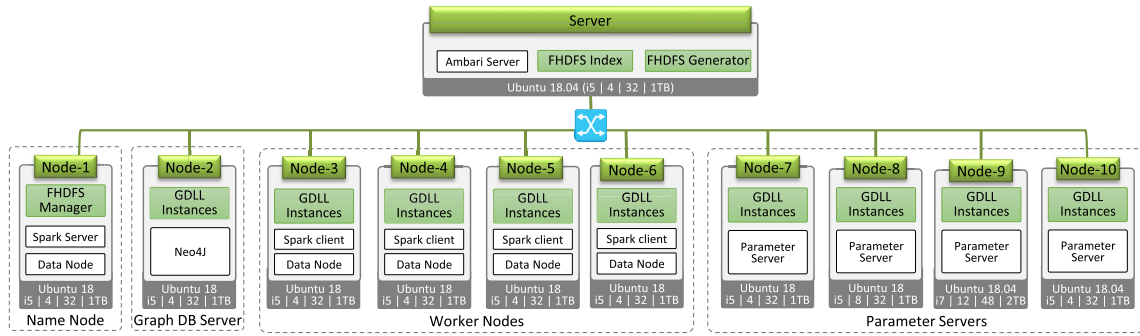 Server
Ambari Server
FHDFS Index
FHDFS Generator
Ubuntu 18.04 (i5 | 4 | 32 | 1TB)
Node-1
FHDFS
Manager
Spark Server
Data Node
Ubuntu 18
i5 | 4 | 32 | 1TB
Name Node
Node-2
GDLL
Instances
Neo4J
Ubuntu 18
i5 | 4 | 32 | 1TB
Graph DB Server
Node-3
GDLL
Instances
Spark client
Data Node
Ubuntu 18
i5 | 4 | 32 | 1TB
Node-4
GDLL
Instances
Spark client
Data Node
Ubuntu 18
i5 | 4 | 32 | 1TB
Node-5
GDLL
Instances
Spark client
Data Node
Ubuntu 18
i5 | 4 | 32 | 1TB
Node-6
GDLL
Instances
Spark client
Data Node
Ubuntu 18
i5 | 4 | 32 | 1TB
Worker Nodes
Node-7
GDLL
Instances
Parameter
Server
Ubuntu 18
i5 | 4 | 32 | 1TB
Node-8
GDLL
Instances
Parameter
Server
Ubuntu 18
i5 | 8 | 32 | 1TB
Node-9
GDLL
Instances
Parameter
Server
Ubuntu 18.04
i7 | 12 | 48 | 2TB
Node-10
GDLL
Instances
Parameter
Server
Ubuntu 18.04
i5 | 4 | 32 | 1TB
Parameter Servers